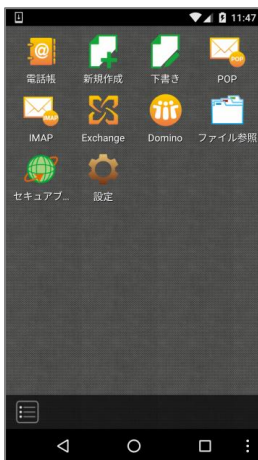 11:47
電話帳
新規作成
下書き
POP
POP
IMAP
IMAP
Exchange
Domino
ファイル参照
セキュアブ...
設定